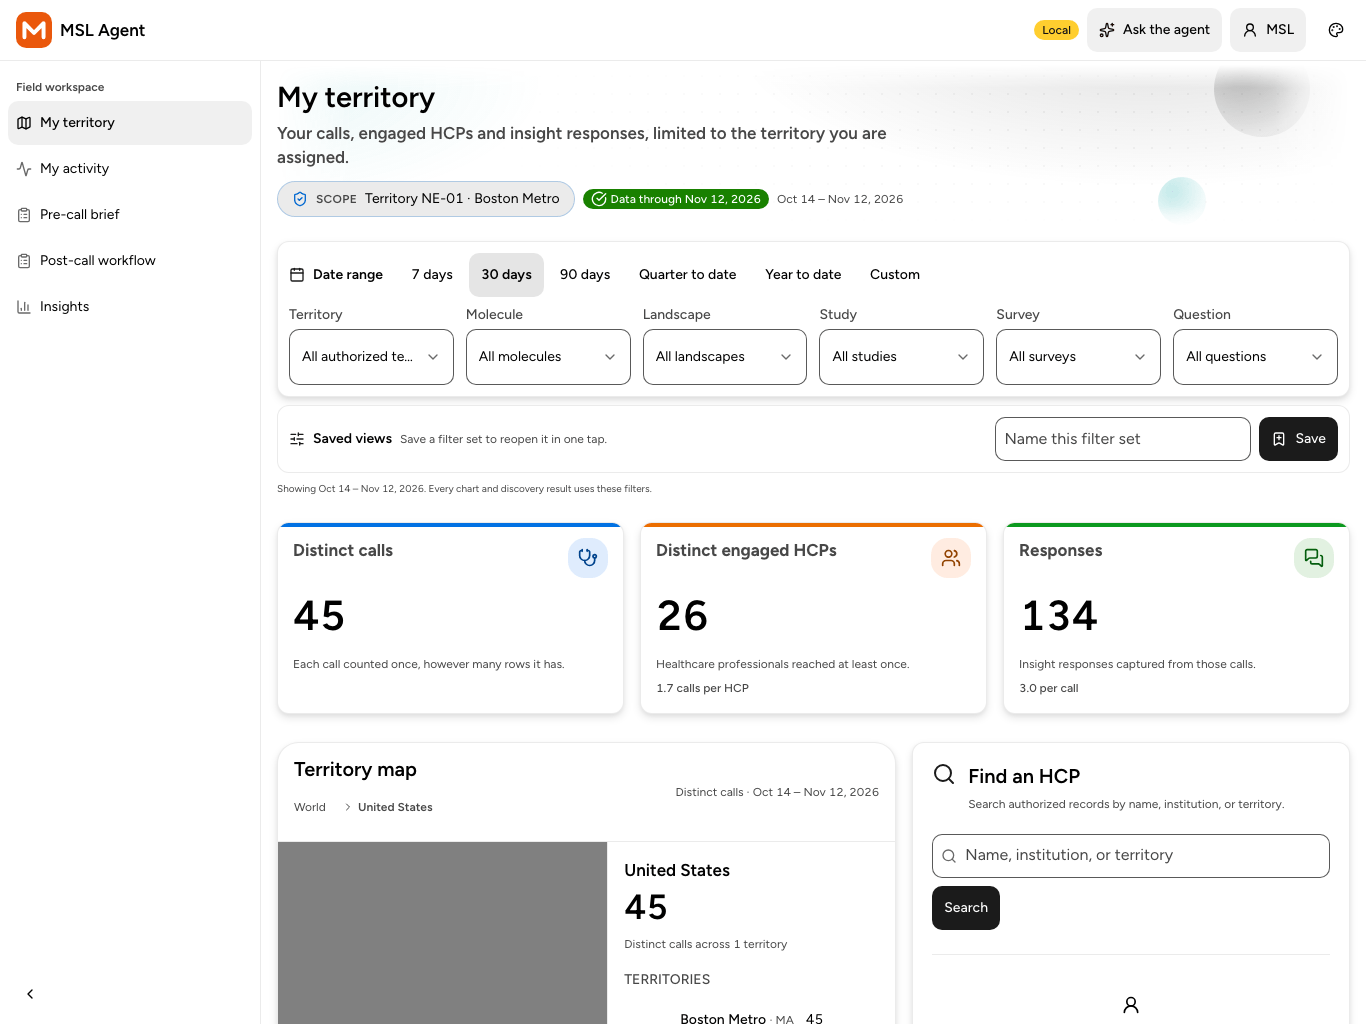 MSL Agent
Local
Ask the agent
MSL
Field workspace
My territory
My activity
Pre-call brief
Post-call workflow
Insights
My territory
Your calls, engaged HCPs and insight responses, limited to the territory you are
assigned.
SCOPE Territory NE-01 · Boston Metro
Data through Nov 12, 2026
Oct 14 – Nov 12, 2026
Date range
7 days
30 days
90 days
Quarter to date
Year to date
Custom
Territory
Molecule
Landscape
Study
Survey
Question
All authorized te...
All molecules
All landscapes
All studies
All surveys
All questions
Saved views Save a filter set to reopen it in one tap.
Name this filter set
Save
Showing Oct 14 – Nov 12, 2026. Every chart and discovery result uses these filters.
Distinct calls
45
Each call counted once, however many rows it has.
Distinct engaged HCPs
26
Healthcare professionals reached at least once.
1.7 calls per HCP
Responses
134
Insight responses captured from those calls.
3.0 per call
Territory map
World > United States
Distinct calls · Oct 14 – Nov 12, 2026
United States
45
Distinct calls across 1 territory
TERRITORIES
Boston Metro · MA 45
Find an HCP
Search authorized records by name, institution, or territory.
Name, institution, or territory
Search